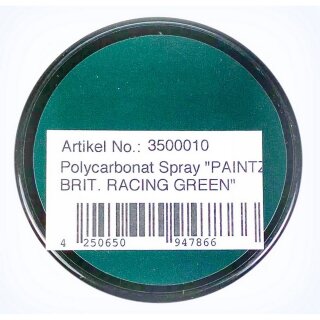 Artikel No.: 3500010
Polycarbonat Spray "PAINTZ
BRIT. RACING GREEN"
4 250650 947866